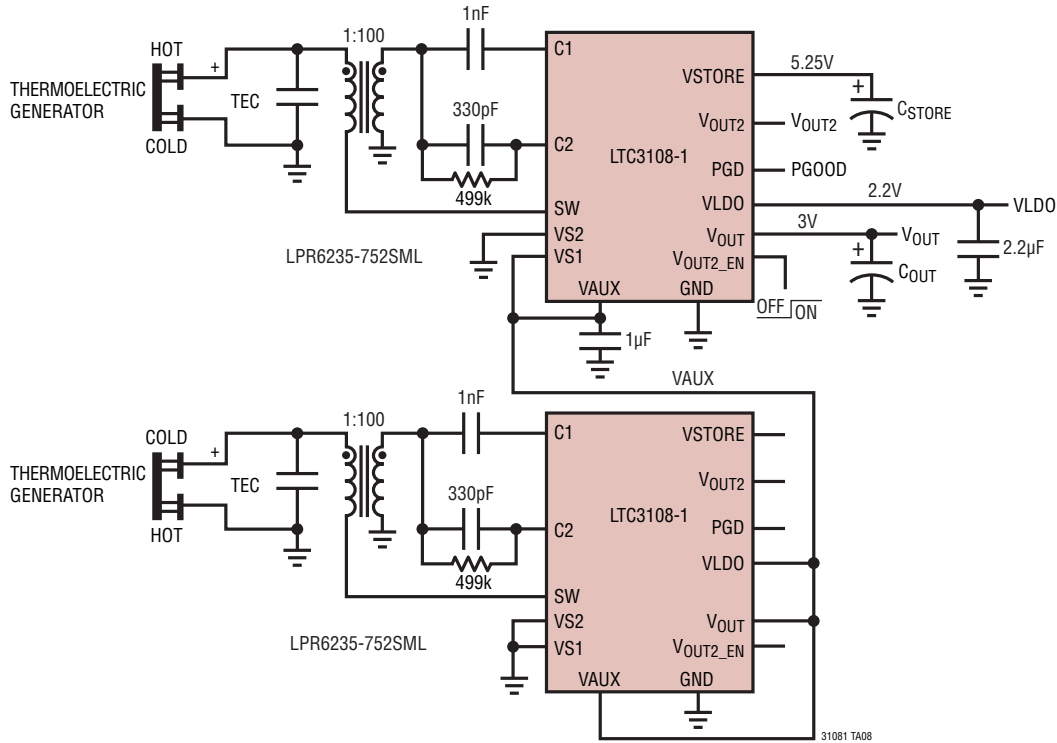 1nF
1:100
HOT
+
THERMOELECTRIC
GENERATOR
TEC
COLD
330pF
499k
LPR6235-752SML
C1
C2
SW
VS2
VS1
VAUX
GND
LTC3108-1
VSTORE
VOUT2
PGD
VLDO
VOUT
VOUT2_EN
5.25V
+
CSTORE
VOUT2
PGOOD
2.2V
VLDO
3V
VOUT
+
COUT
2.2µF
OFF ON
1µF
VAUX
1nF
1:100
COLD
+
THERMOELECTRIC
GENERATOR
TEC
HOT
330pF
499k
LPR6235-752SML
C1
C2
SW
VS2
VS1
VAUX
GND
LTC3108-1
VSTORE
VOUT2
PGD
VLDO
VOUT
VOUT2_EN
31081 TA08